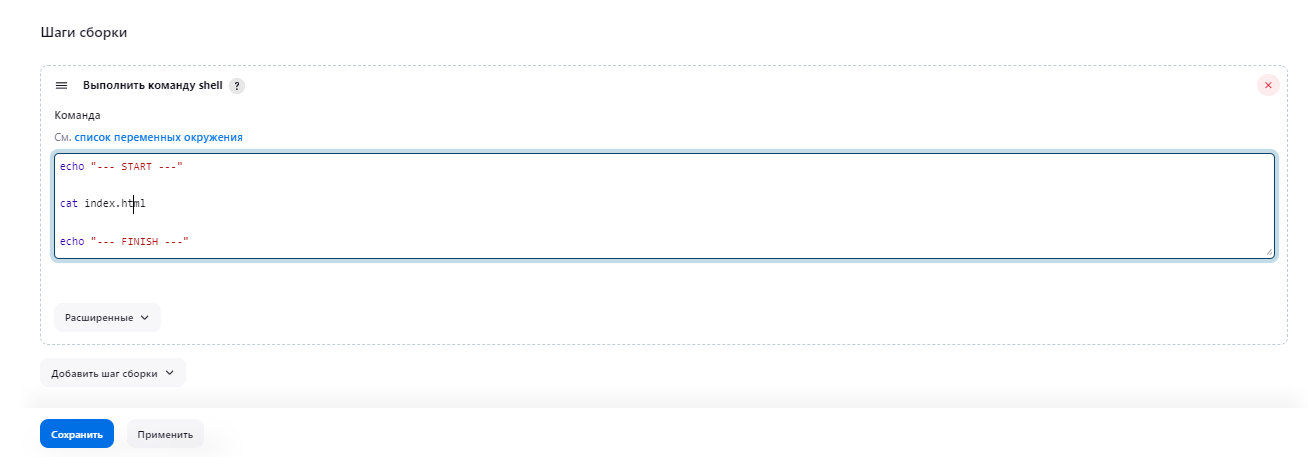 Шаги сборки
Выполнить команду shell ?
Команда
См. список переменных окружения
echo "--- START ---"
cat index.html
echo "--- FINISH ---"
Расширенные
Добавить шаг сборки
Сохранить Применить